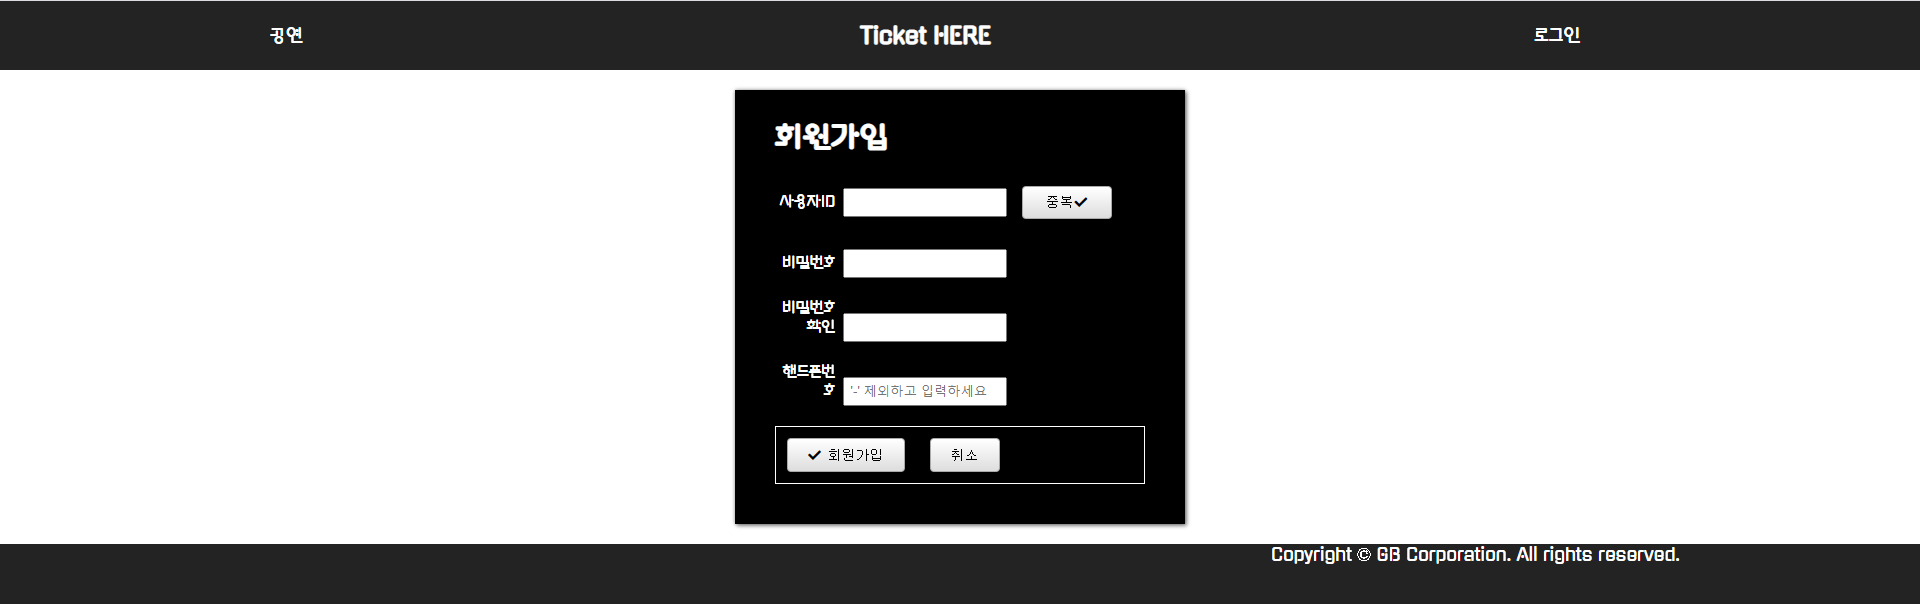 공연
Ticket HERE
로그인
회원가입
사용자ID
중복✔
비밀번호
비밀번호
확인
핸드폰번
호
'-' 제외하고 입력하세요
✔ 회원가입
취소
Copyright © GB Corporation. All rights reserved.